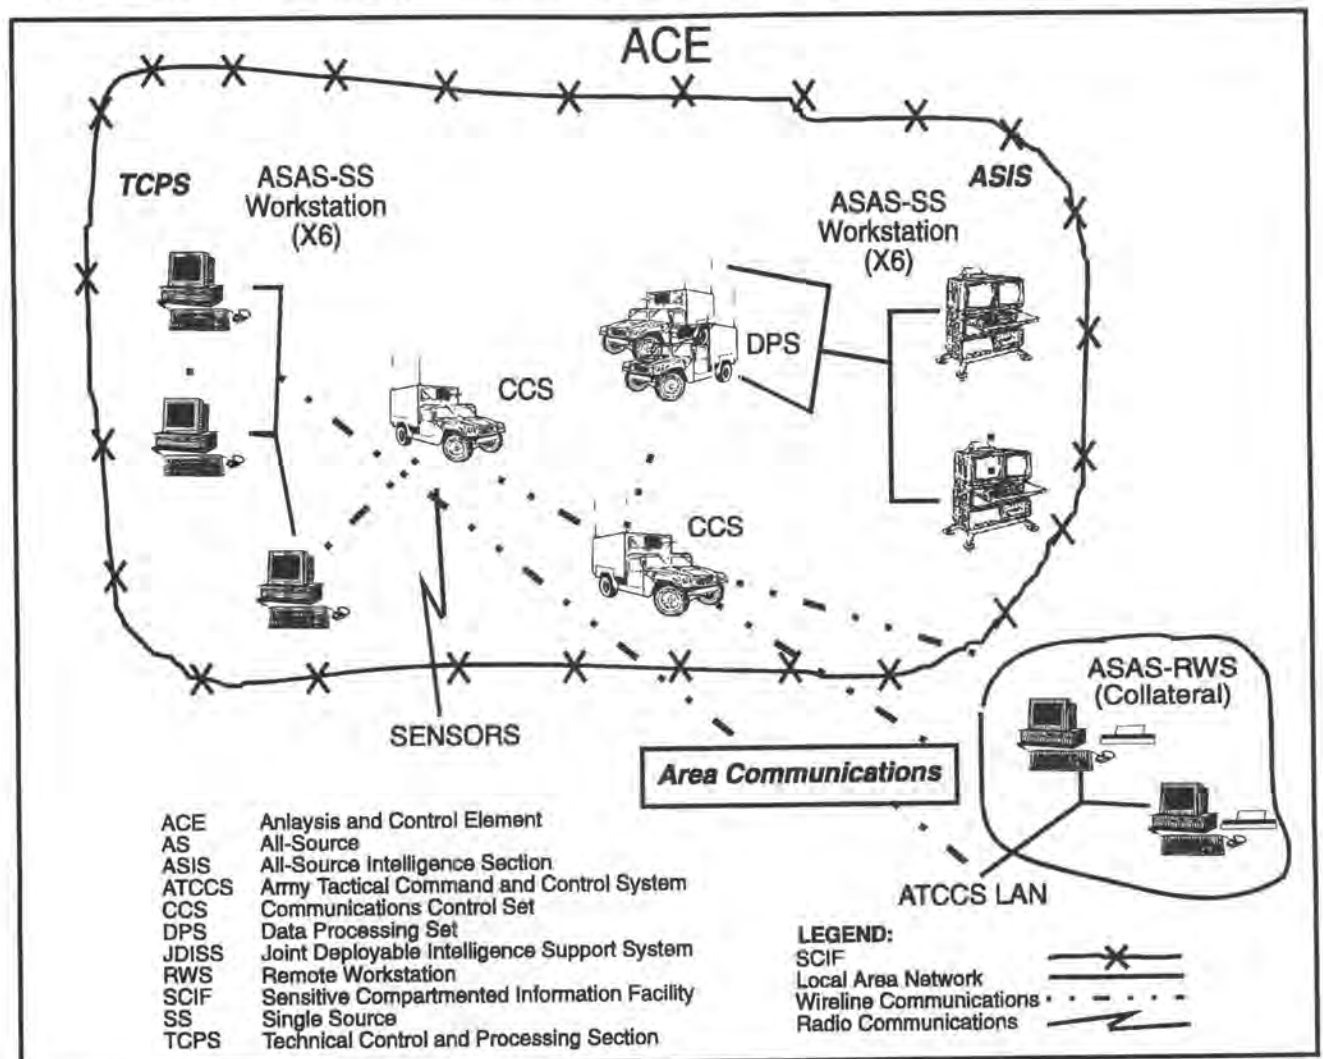 ACE
TCPS
ASAS-SS
Workstation
(X6)
ASIS
ASAS-SS
Workstation
(X6)
DPS
CCS
CCS
SENSORS
Area Communications
ASAS-RWS
(Collateral)
ATCCS LAN
ACE Anlaysis and Control Element
AS All-Source
ASIS All-Source Intelligence Section
ATCCS Army Tactical Command and Control System
CCS Communications Control Set
DPS Data Processing Set
JDISS Joint Deployable Intelligence Support System
RWS Remote Workstation
SCIF Sensitive Compartmented Information Facility
SS Single Source
TCPS Technical Control and Processing Section
LEGEND:
SCIF
Local Area Network
Wireline Communications
Radio Communications